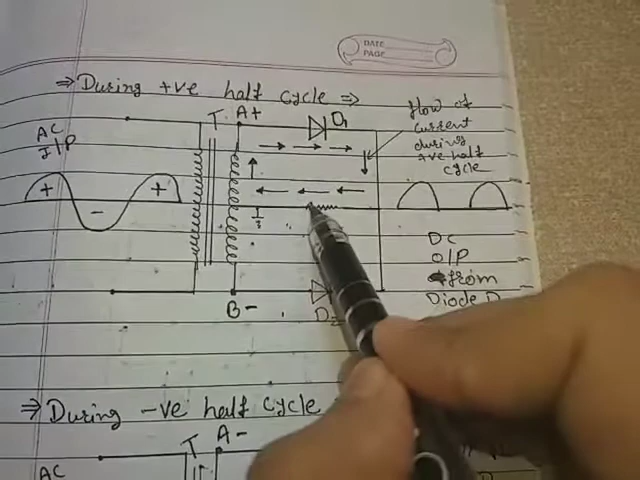 DATE
PAGE
⇒ During +ve half cycle ⇒
T A+ D1
AC
I/P
flow of
current
during
+ve half
cycle
+ - +
DC
O/P
from
Diode D
B-
D2
⇒ During -ve half cycle
T A-
AC